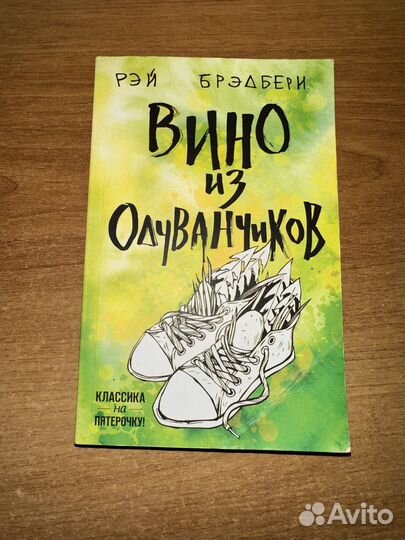 РЭЙ БРЭДБЕРИ
ВИНО
ИЗ
ОДУВАНЧИКОВ
КЛАССИКА
на
ПЯТЕРОЧКУ!
Avito